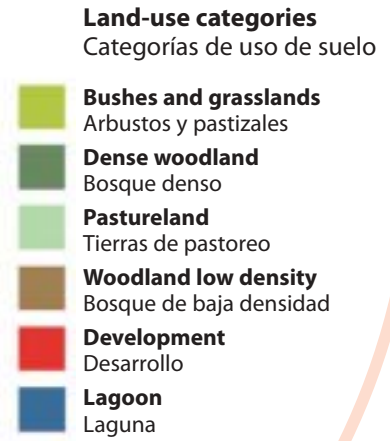 Land-use categories
Categorías de uso de suelo
Bushes and grasslands
Arbustos y pastizales
Dense woodland
Bosque denso
Pastureland
Tierras de pastoreo
Woodland low density
Bosque de baja densidad
Development
Desarrollo
Lagoon
Laguna